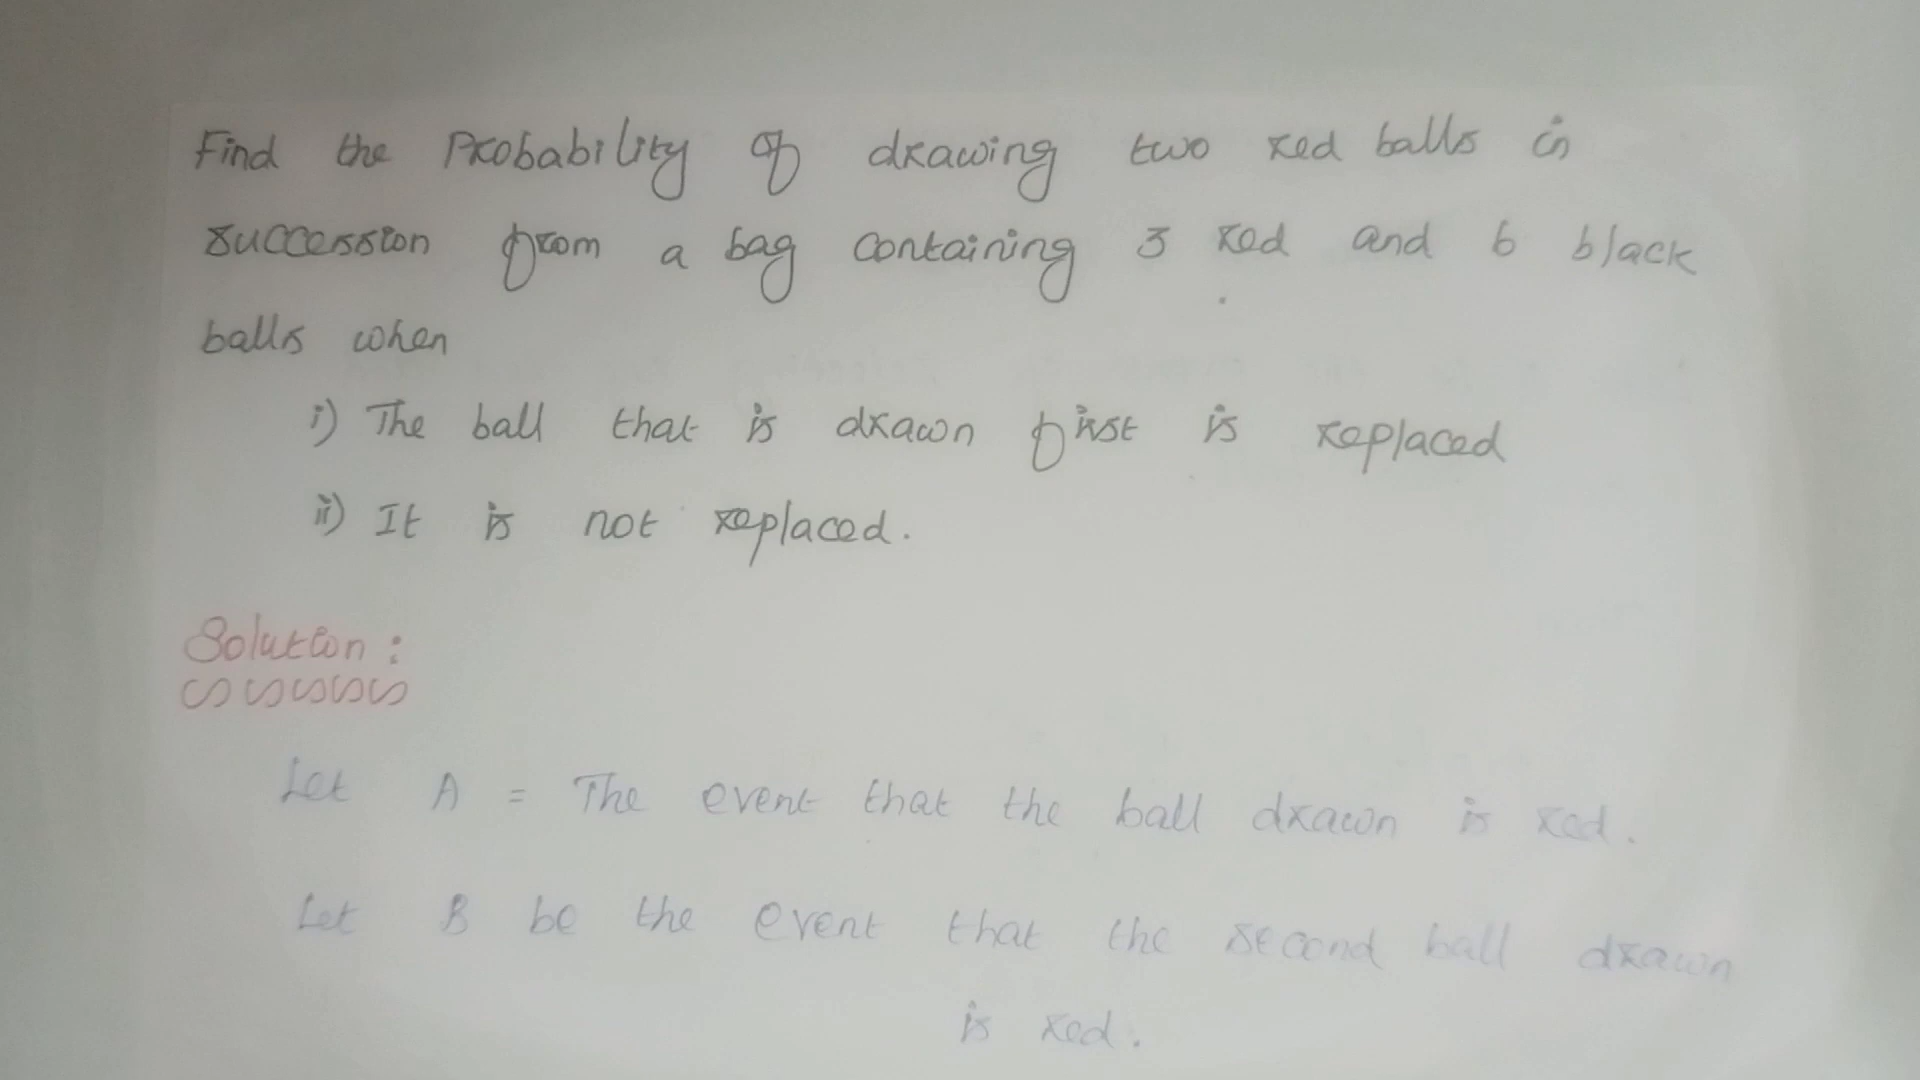 Find the Probability of drawing two red balls in
succession from a bag containing 3 red and 6 black
balls when
i) The ball that is drawn first is replaced
ii) It is not replaced.
Solution:
Let A = The event that the ball drawn is red.
Let B be the event that the second ball drawn
is red.